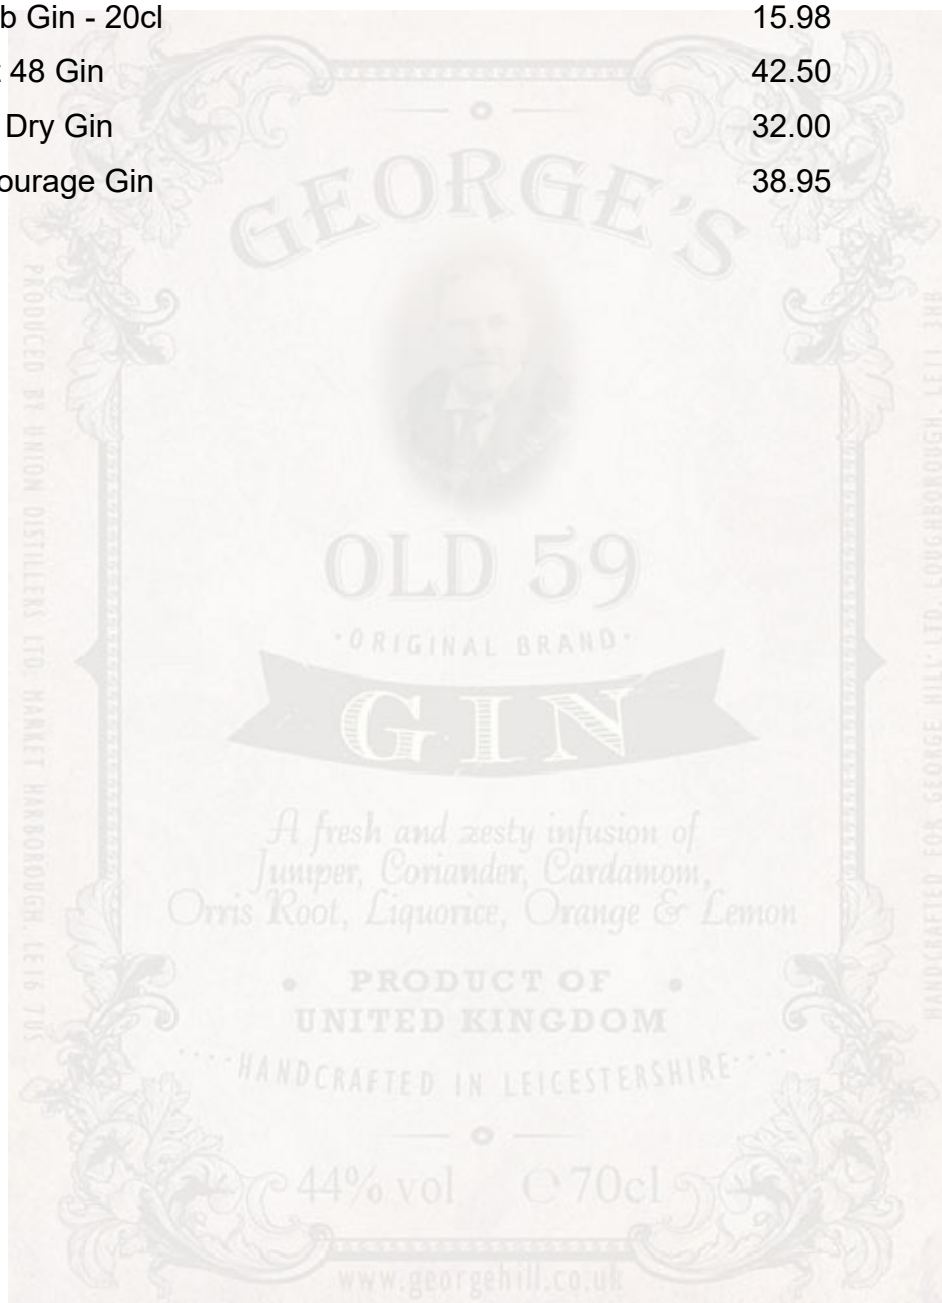 b Gin - 20cl 15.98
48 Gin 42.50
Dry Gin 32.00
ourage Gin 38.95
GEORGE'S
OLD 59
·ORIGINAL BRAND·
GIN
A fresh and zesty infusion of
Juniper, Coriander, Cardamom,
Orris Root, Liquorice, Orange & Lemon
• PRODUCT OF •
UNITED KINGDOM
····HANDCRAFTED IN LEICESTERSHIRE····
44% vol ℮70cl
www.georgehill.co.uk
PRODUCED BY UNION DISTILLERS LTD. MARKET HARBOROUGH. LE16 7US
HANDCRAFTED FOR GEORGE HILL LTD. LOUGHBOROUGH. LE11 3HR